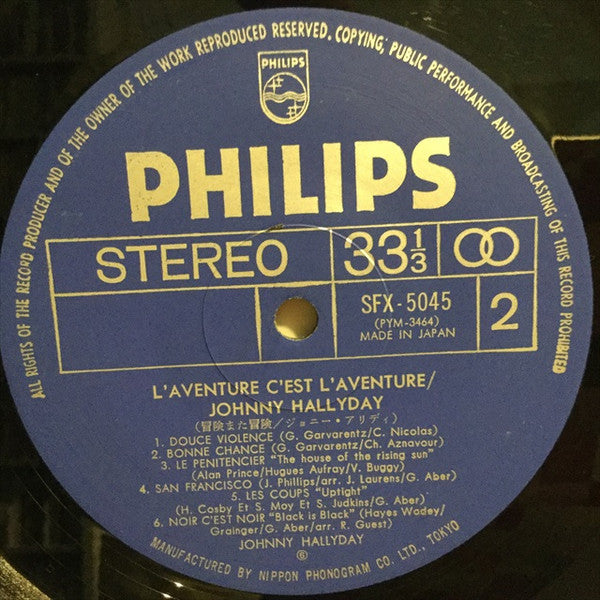 ALL RIGHTS OF THE RECORD PRODUCER AND OF THE OWNER OF THE WORK REPRODUCED RESERVED. COPYING, PUBLIC PERFORMANCE AND BROADCASTING OF THIS RECORD PROHIBITED
PHILIPS
PHILIPS
STEREO 33 1/3
SFX-5045
(PYM-3464)
MADE IN JAPAN
2
L'AVENTURE C'EST L'AVENTURE/
JOHNNY HALLYDAY
(冒険また冒険/ジョニー・アリディ)
1. DOUCE VIOLENCE (G. Garvarentz/C. Nicolas)
2. BONNE CHANCE (G. Garvarentz/Ch. Aznavour)
3. LE PENITENCIER "The house of the rising sun"
(Alan Prince/Hugues Aufray/V. Buggy)
4. SAN FRANCISCO (J. Phillips/arr. J. Laurens/G. Aber)
5. LES COUPS "Uptight"
(H. Cosby Et S. Moy Et S. Judkins/G. Aber)
6. NOIR C'EST NOIR "Black is Black" (Hayes Wadey/
Grainger/G. Aber/arr. R. Guest)
JOHNNY HALLYDAY
MANUFACTURED BY NIPPON PHONOGRAM CO. LTD., TOKYO